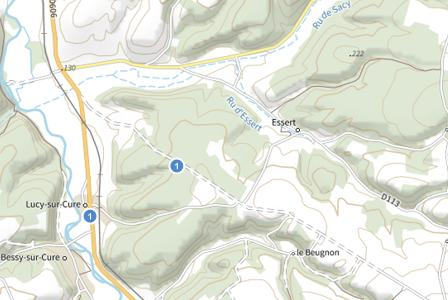 D606
Ru de Sacy
222
130
Ru d'Essert
Essert
1
D113
Lucy-sur-Cure
1
Bessy-sur-Cure
le Beugnon